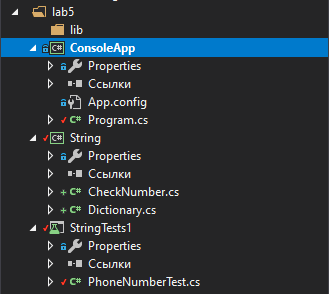 lab5
lib
C# ConsoleApp
Properties
Ссылки
App.config
C# Program.cs
C# String
Properties
Ссылки
C# CheckNumber.cs
C# Dictionary.cs
StringTests1
Properties
Ссылки
C# PhoneNumberTest.cs